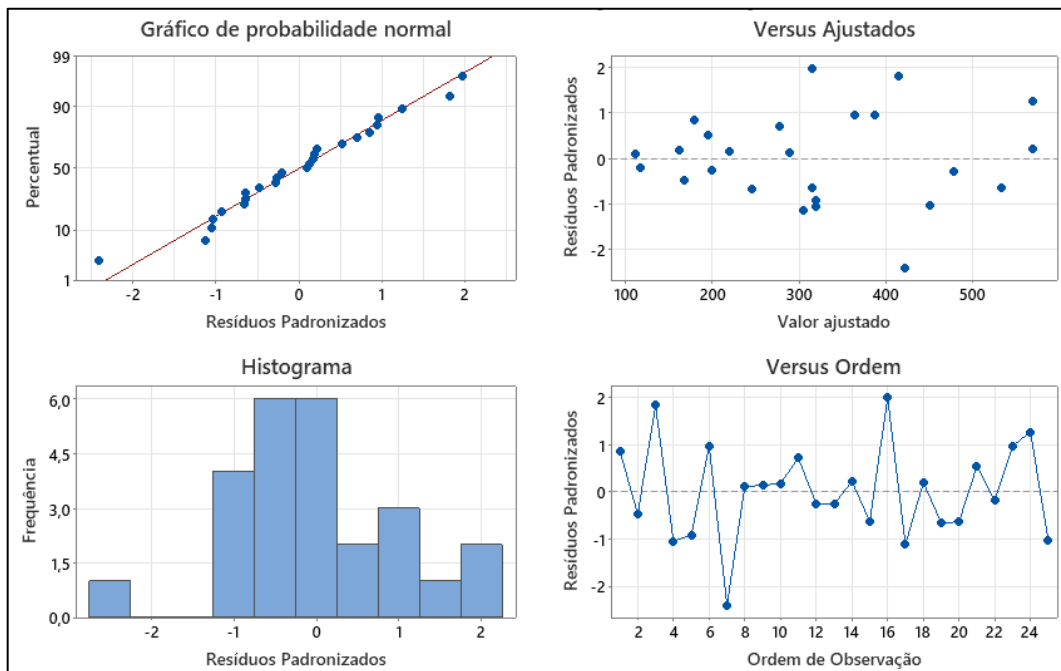 Gráfico de probabilidade normal
99
90
50
10
1
Percentual
-2 -1 0 1 2
Resíduos Padronizados
Versus Ajustados
2
1
0
-1
-2
Resíduos Padronizados
100 200 300 400 500
Valor ajustado
Histograma
6,0
4,5
3,0
1,5
0,0
Frequência
-2 -1 0 1 2
Resíduos Padronizados
Versus Ordem
2
1
0
-1
-2
Resíduos Padronizados
2 4 6 8 10 12 14 16 18 20 22 24
Ordem de Observação